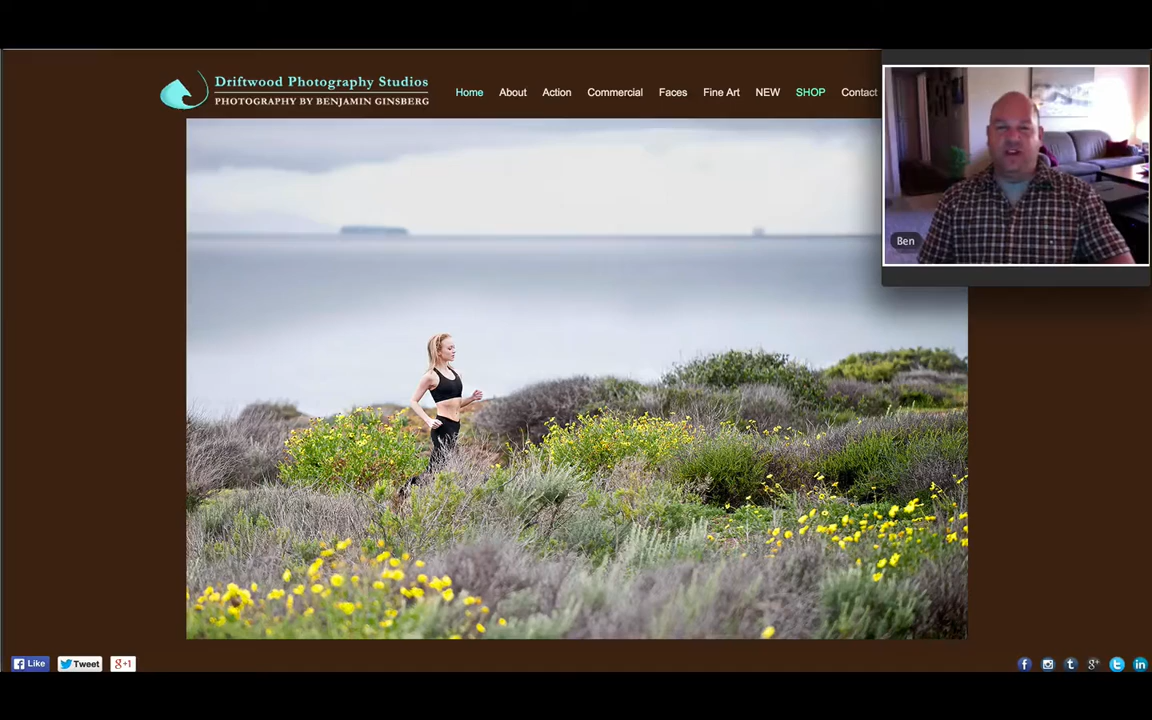 Driftwood Photography Studios
PHOTOGRAPHY BY BENJAMIN GINSBERG
Home About Action Commercial Faces Fine Art NEW SHOP Contact
Ben
Like Tweet g+1